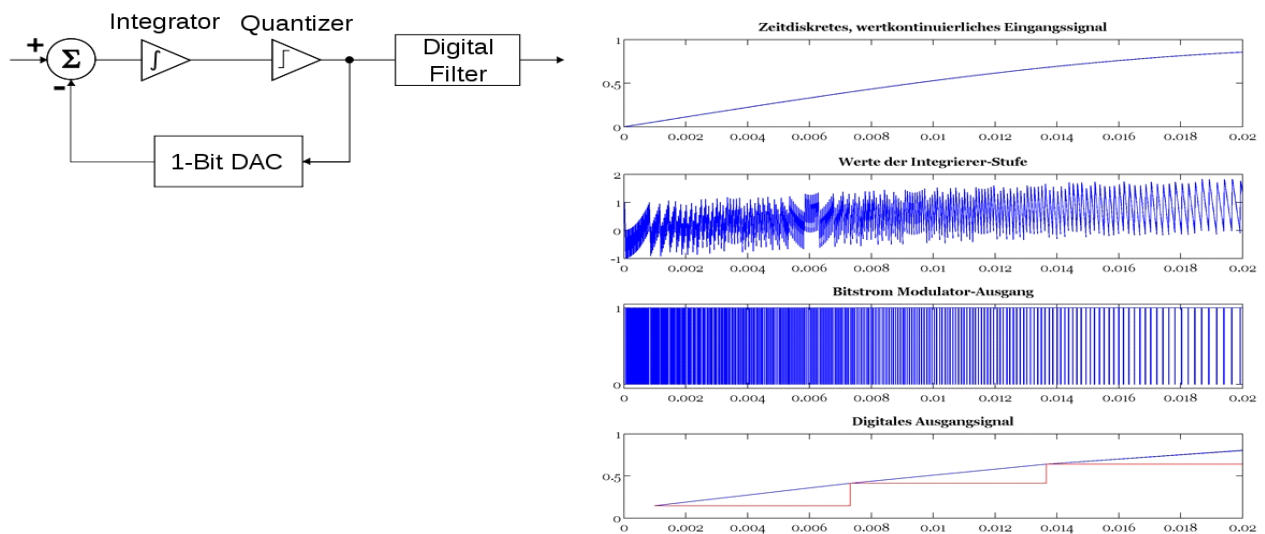 Integrator
Quantizer
+
Σ
∫
Digital
Filter
-
1-Bit DAC
Zeitdiskretes, wertkontinuierliches Eingangssignal
1
0.5
0
0.002 0.004 0.006 0.008 0.01 0.012 0.014 0.016 0.018 0.02
Werte der Integrierer-Stufe
2
1
0
-1
0 0.002 0.004 0.006 0.008 0.01 0.012 0.014 0.016 0.018 0.02
Bitstrom Modulator-Ausgang
1
0
0 0.002 0.004 0.006 0.008 0.01 0.012 0.014 0.016 0.018 0.02
Digitales Ausgangsignal
1
0.5
0
0 0.002 0.004 0.006 0.008 0.01 0.012 0.014 0.016 0.018 0.02